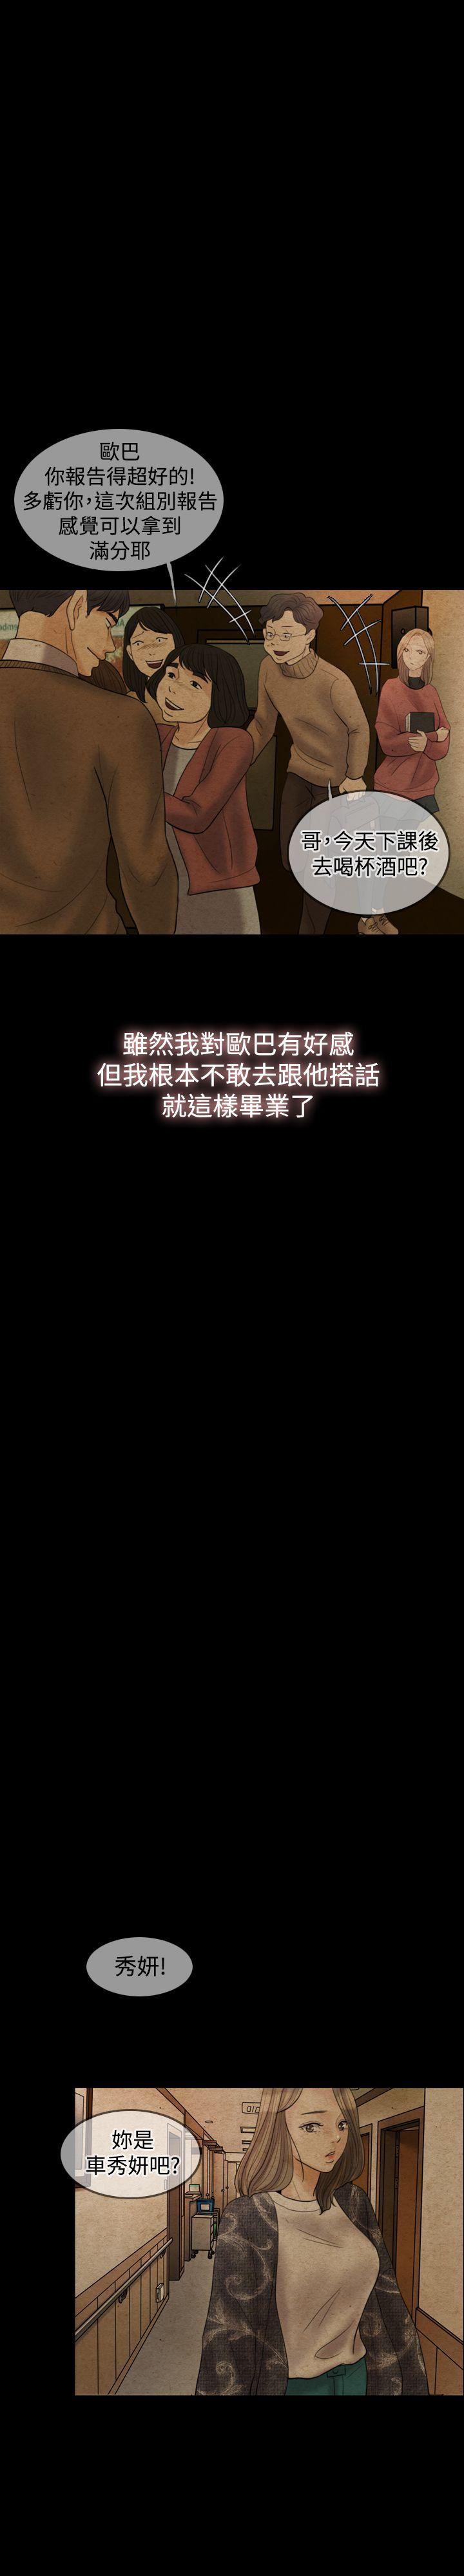 歐巴
你報告得超好的!
多虧你,這次組別報告
感覺可以拿到
滿分耶
哥,今天下課後
去喝杯酒吧?
雖然我對歐巴有好感
但我根本不敢去跟他搭話
就這樣畢業了
秀妍!
妳是
車秀妍吧?